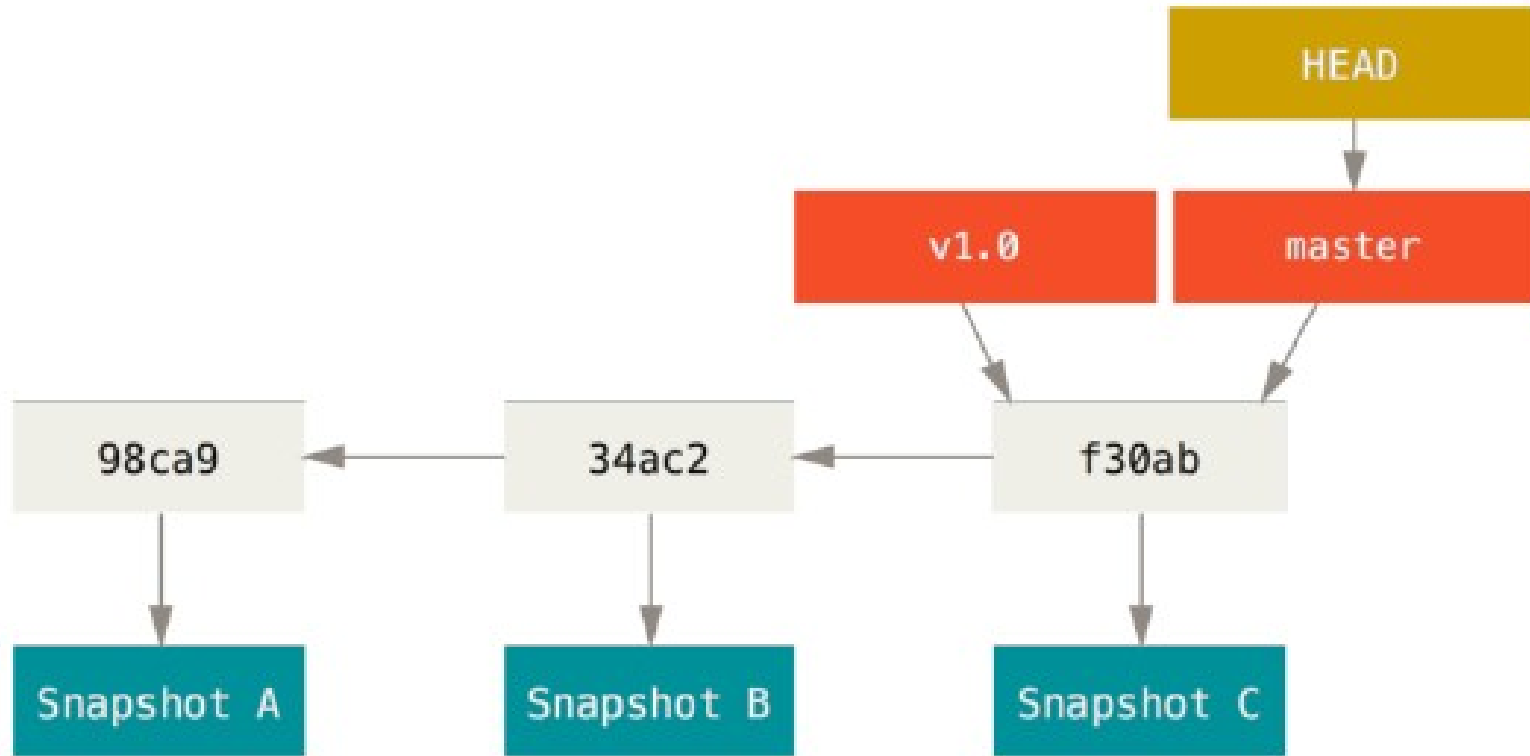 HEAD
v1.0
master
98ca9
34ac2
f30ab
Snapshot A
Snapshot B
Snapshot C